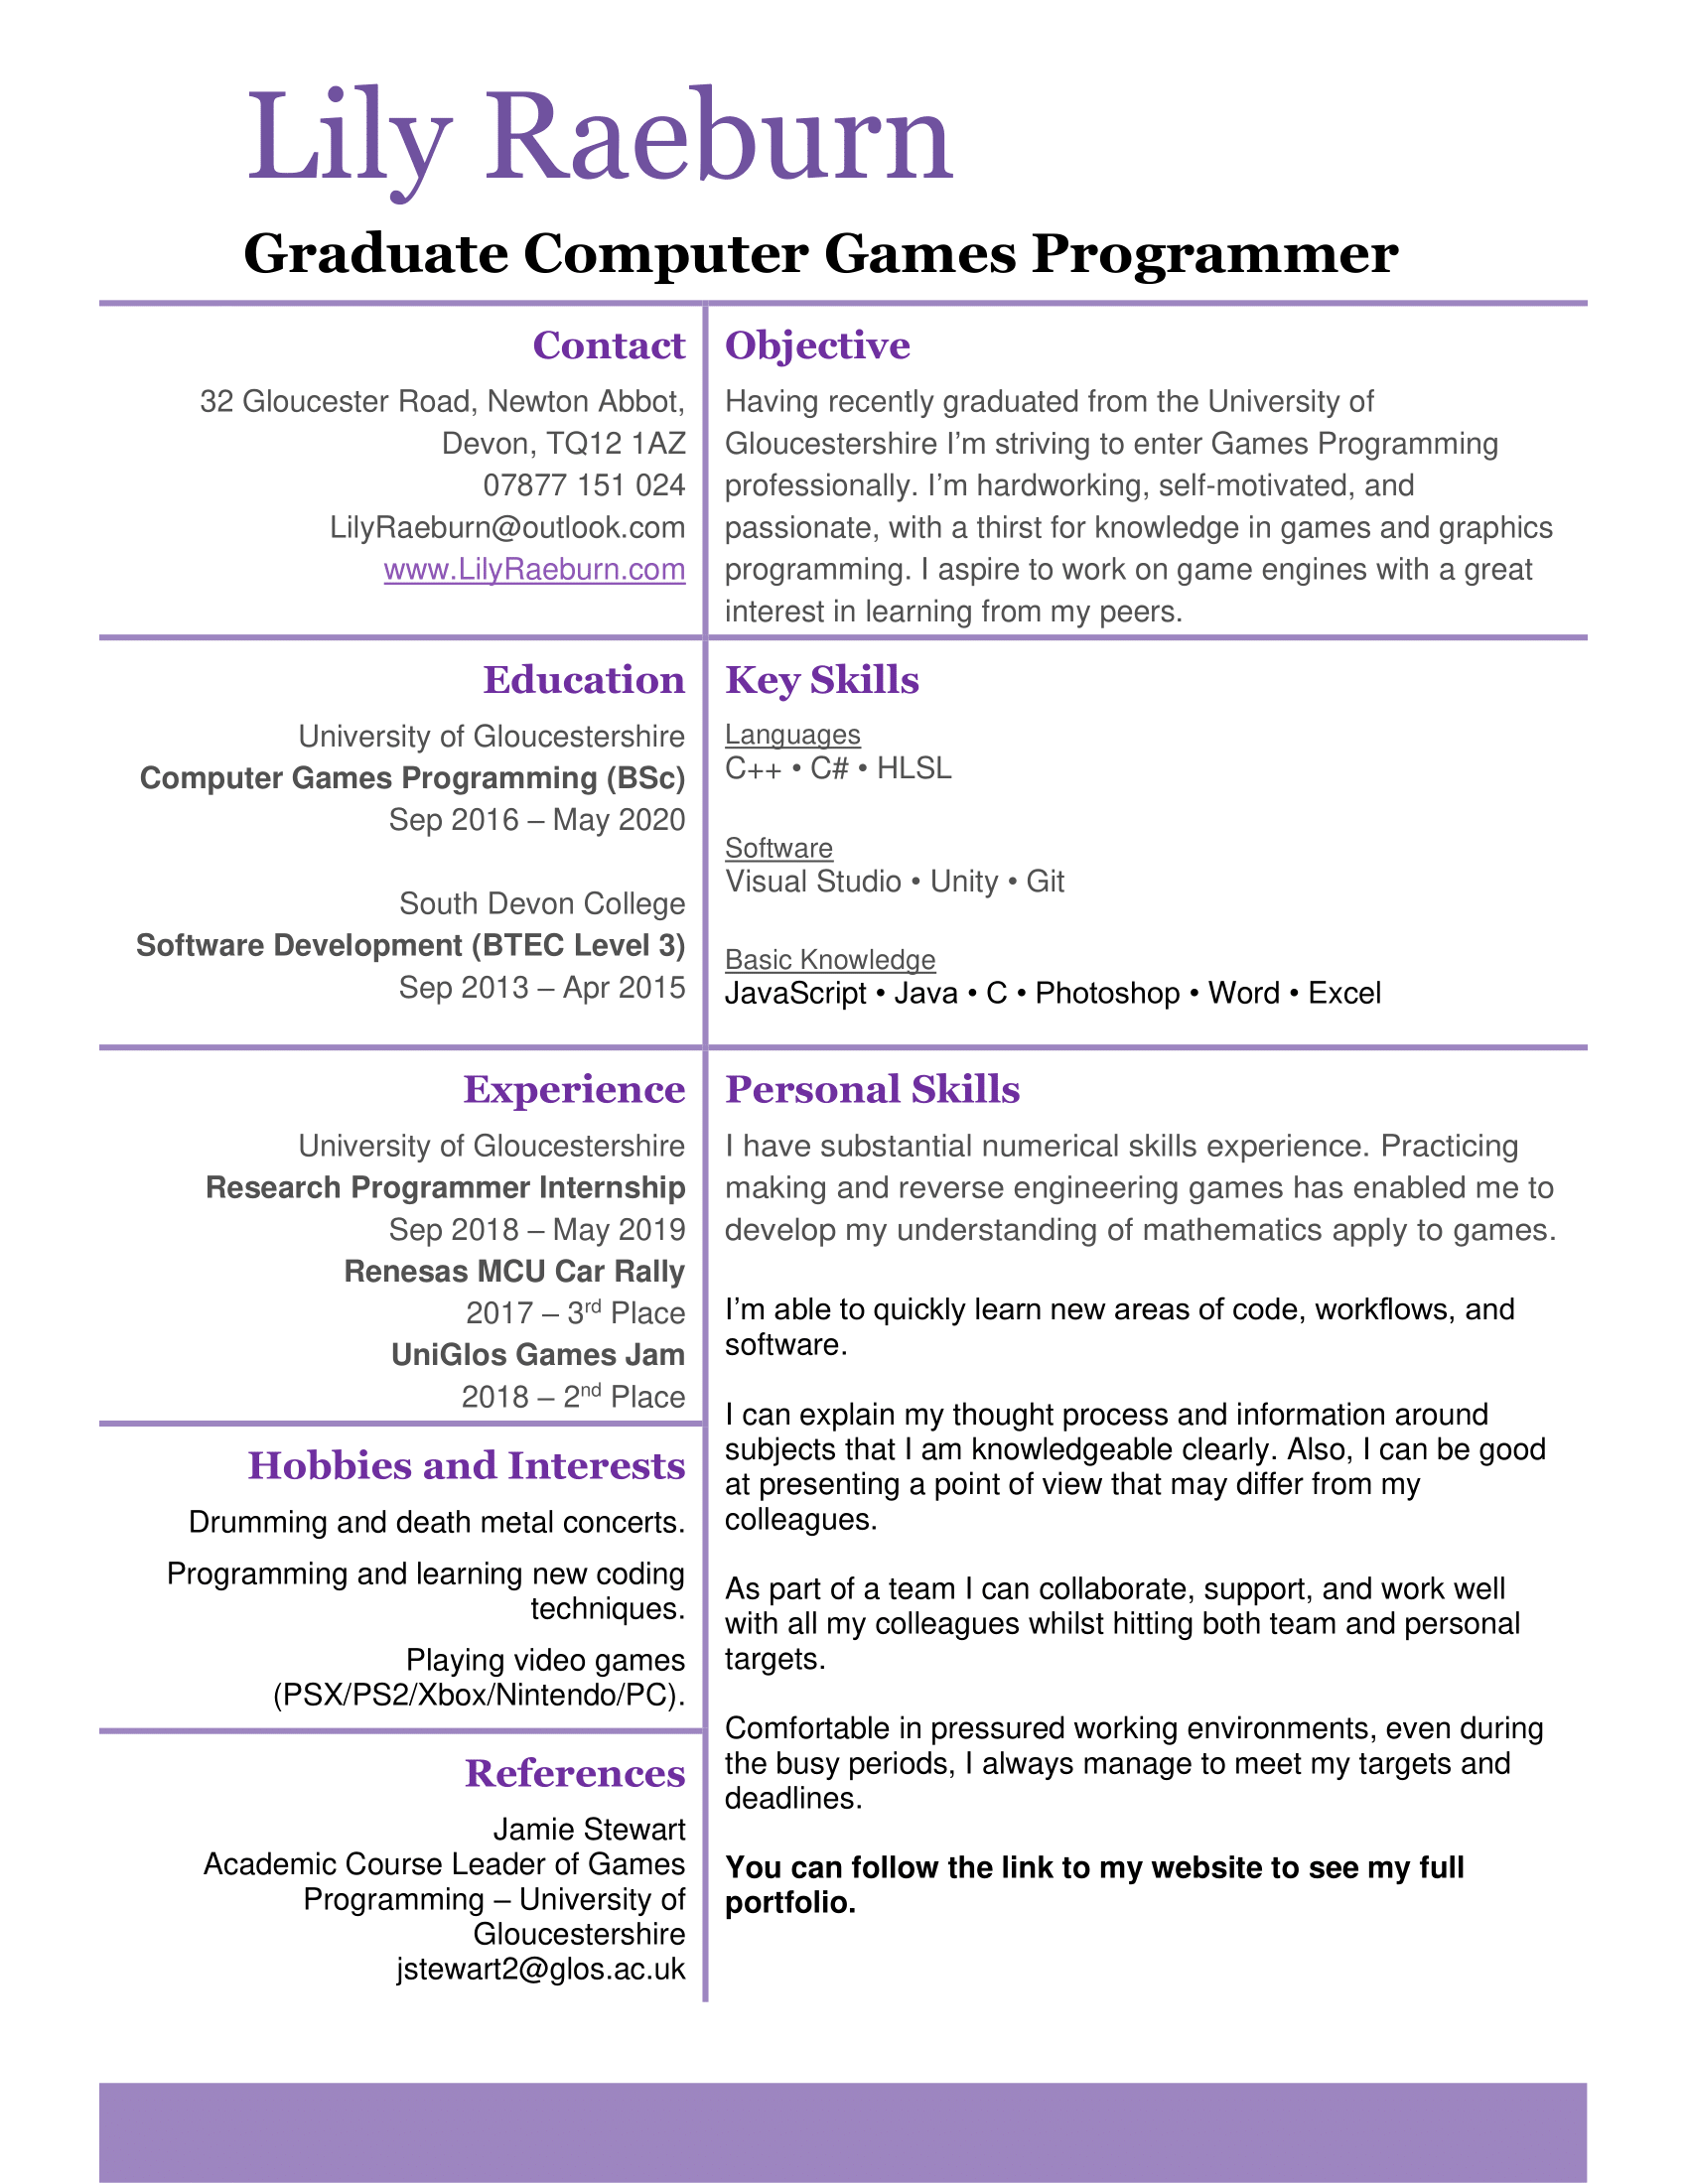 Lily Raeburn
Graduate Computer Games Programmer
Contact
32 Gloucester Road, Newton Abbot,
Devon, TQ12 1AZ
07877 151 024
LilyRaeburn@outlook.com
www.LilyRaeburn.com
Objective
Having recently graduated from the University of
Gloucestershire I’m striving to enter Games Programming
professionally. I’m hardworking, self-motivated, and
passionate, with a thirst for knowledge in games and graphics
programming. I aspire to work on game engines with a great
interest in learning from my peers.
Education
University of Gloucestershire
Computer Games Programming (BSc)
Sep 2016 – May 2020
South Devon College
Software Development (BTEC Level 3)
Sep 2013 – Apr 2015
Key Skills
Languages
C++ • C# • HLSL
Software
Visual Studio • Unity • Git
Basic Knowledge
JavaScript • Java • C • Photoshop • Word • Excel
Experience
University of Gloucestershire
Research Programmer Internship
Sep 2018 – May 2019
Renesas MCU Car Rally
2017 – 3rd Place
UniGlos Games Jam
2018 – 2nd Place
Hobbies and Interests
Drumming and death metal concerts.
Programming and learning new coding
techniques.
Playing video games
(PSX/PS2/Xbox/Nintendo/PC).
References
Jamie Stewart
Academic Course Leader of Games
Programming – University of
Gloucestershire
jstewart2@glos.ac.uk
Personal Skills
I have substantial numerical skills experience. Practicing
making and reverse engineering games has enabled me to
develop my understanding of mathematics apply to games.
I’m able to quickly learn new areas of code, workflows, and
software.
I can explain my thought process and information around
subjects that I am knowledgeable clearly. Also, I can be good
at presenting a point of view that may differ from my
colleagues.
As part of a team I can collaborate, support, and work well
with all my colleagues whilst hitting both team and personal
targets.
Comfortable in pressured working environments, even during
the busy periods, I always manage to meet my targets and
deadlines.
You can follow the link to my website to see my full
portfolio.